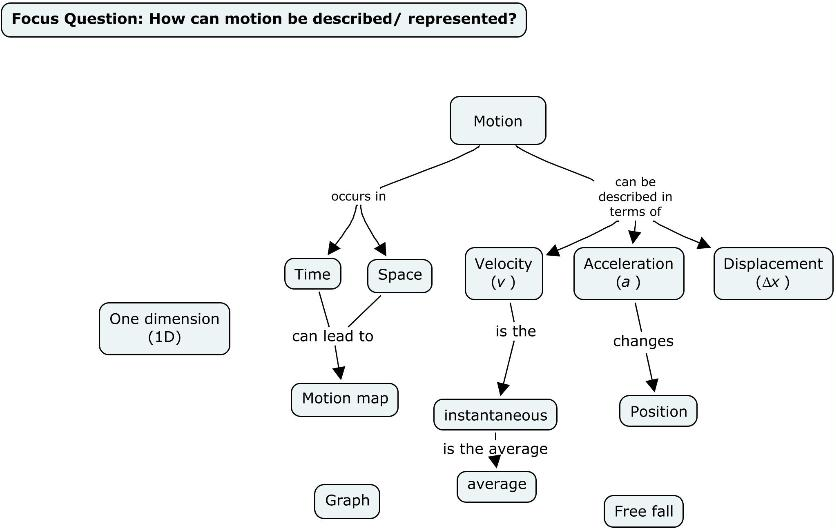 Focus Question: How can motion be described/ represented?
Motion
occurs in
can be
described in
terms of
Time
Space
Velocity
(v )
Acceleration
(a )
Displacement
(Δx )
One dimension
(1D)
can lead to
is the
changes
Motion map
instantaneous
Position
is the average
average
Graph
Free fall